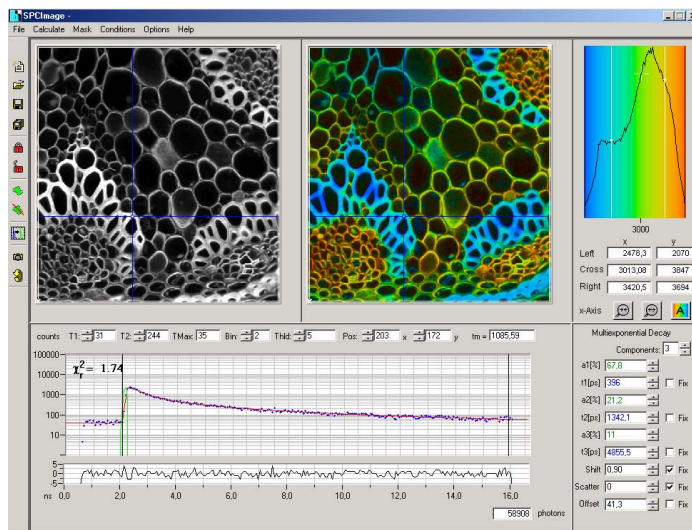 SPCImage -
File Calculate Mask Conditions Options Help
3000
x y
Left 2478,3 2070
Cross 3013,08 3847
Right 3420,5 3694
x-Axis A
counts T1: 31 T2: 244 TMax: 35 Bin: 2 Thld: 5 Pos: 203 x 172 y tm = 1085,59
Multiexponential Decay
Components: 3
100000-
χr²= 1.74
10000-
1000-
100-
10-
a1[%] 67,8
t1[ps] 396 Fix
a2[%] 21,2
t2[ps] 1342,1 Fix
a3[%] 11
t3[ps] 4855,5 Fix
Shift 0,90 Fix
Scatter 0 Fix
Offset 41,3 Fix
5-
0-
-5-
ns 0,0 2,0 4,0 6,0 8,0 10,0 12,0 14,0 16,0
58908 photons